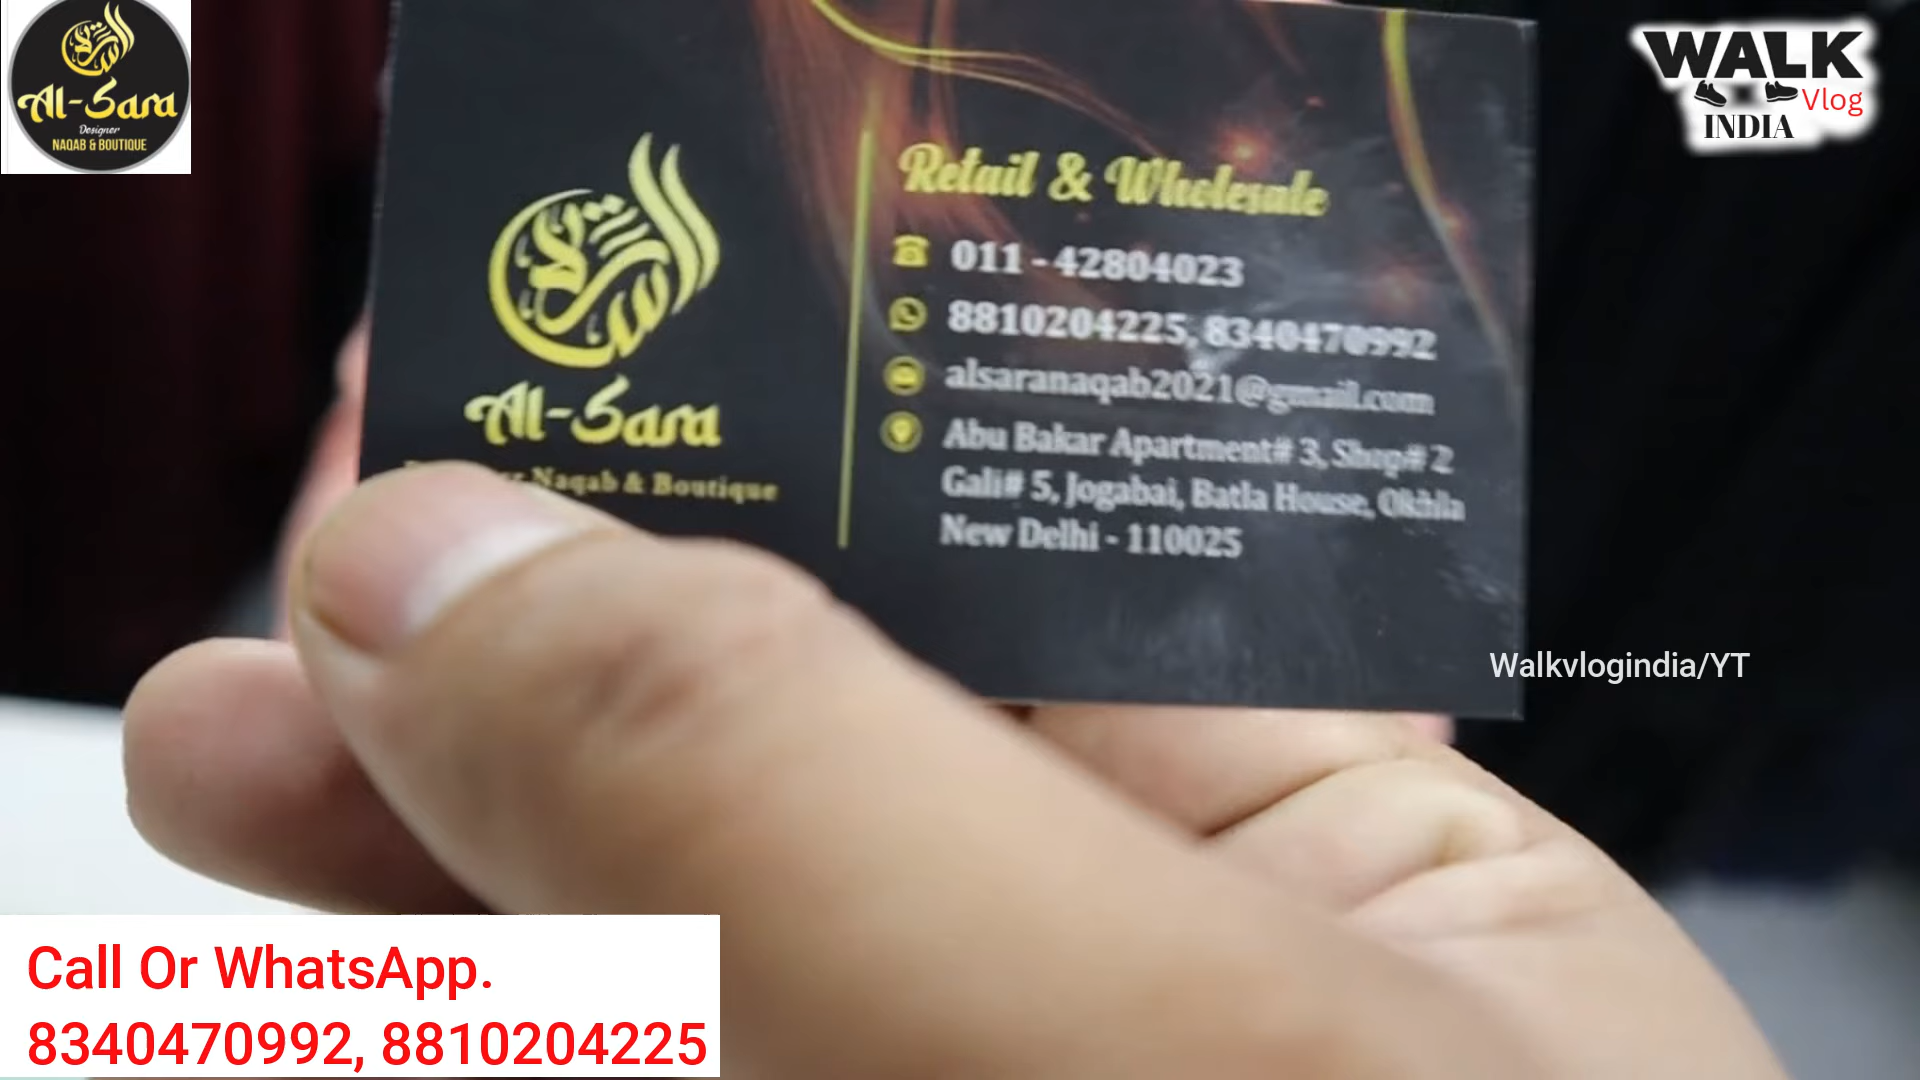 Al-Sara
Designer
NAQAB & BOUTIQUE
WALK
Vlog
INDIA
Retail & Wholesale
011 - 42804023
8810204225, 8340470992
alsaranaqab2021@gmail.com
Abu Bakar Apartment# 3, Shop# 2
Gali# 5, Jogabai, Batla House, Okhla
New Delhi - 110025
السارة
Al-Sara
Naqab & Boutique
Walkvlogindia/YT
Call Or WhatsApp.
8340470992, 8810204225